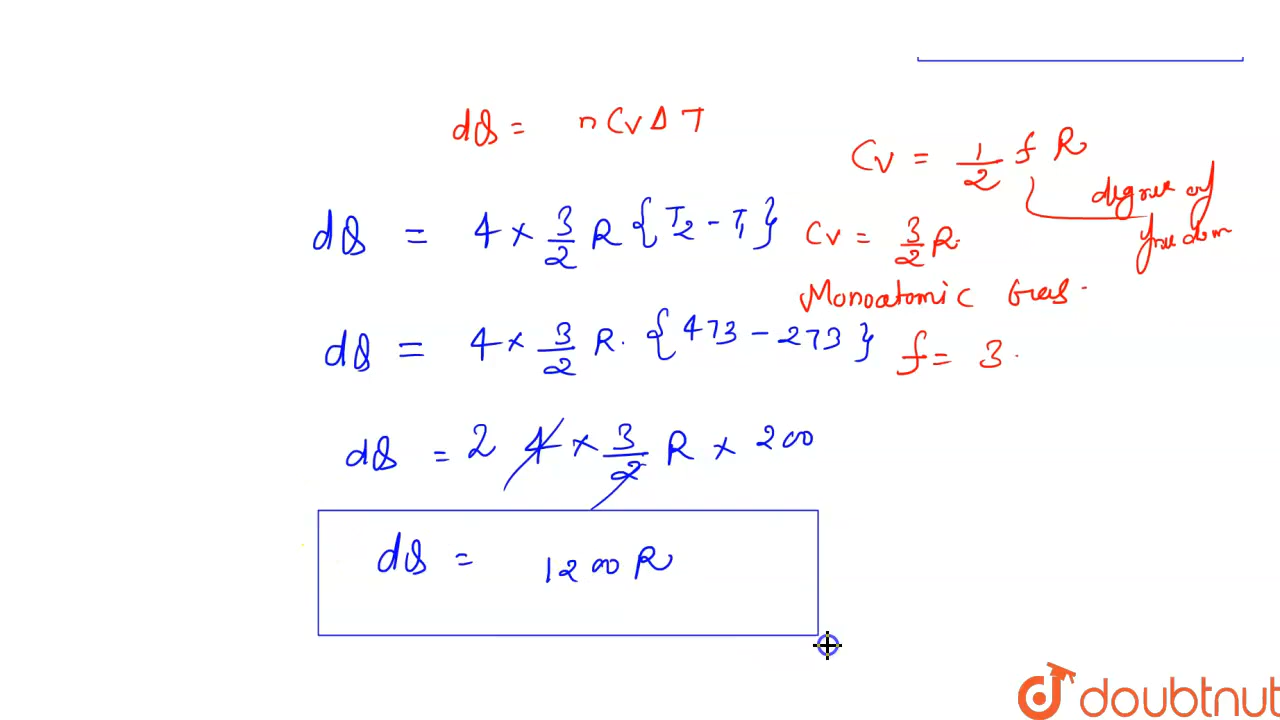 dQ = n Cv Δ T
Cv = 1/2 f R
degree of
freedom
dQ = 4 × 3/2 R {T2 - T1}
Cv = 3/2 R.
Monoatomic Gas.
dQ = 4 × 3/2 R. {473 - 273}
f = 3.
dQ = 2 4 × 3/2 R × 200
dQ = 1200 R
doubtnut